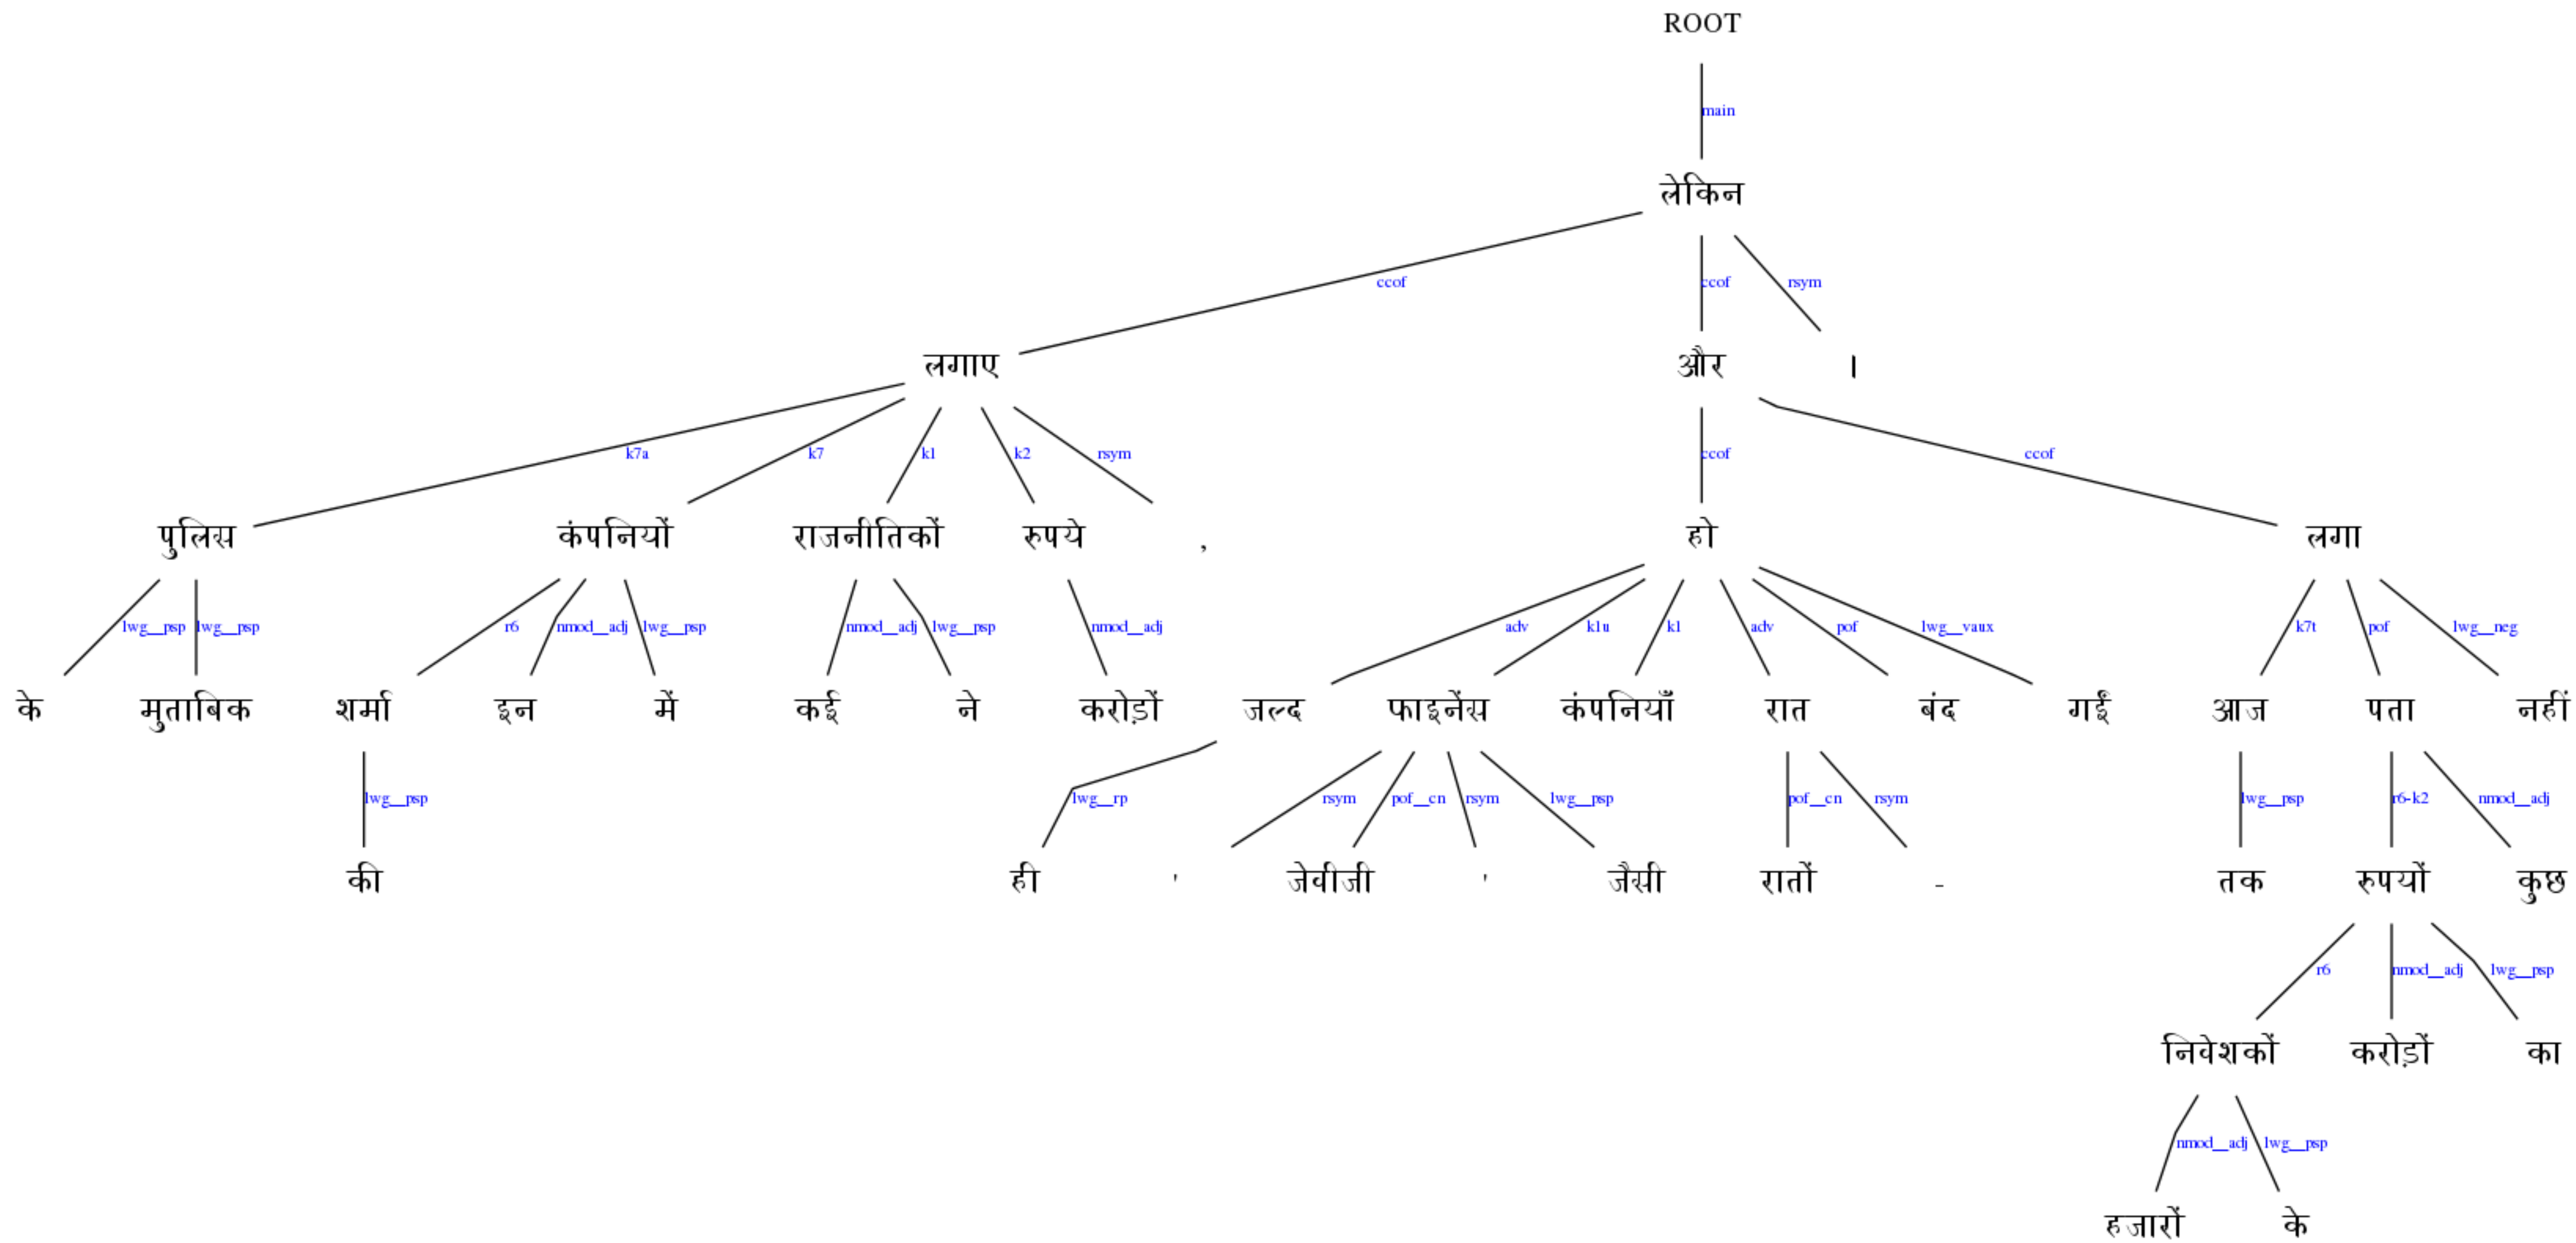 ROOT
main
लेकिन
ccof ccof rsym
लगाए और ।
k7a k7 k1 k2 rsym ccof ccof
पुलिस कंपनियों राजनीतिकों रुपये , हो लगा
lwg__psp lwg__psp r6 nmod__adj lwg__psp nmod__adj lwg__psp nmod__adj adv k1u k1 adv pof lwg__vaux k7t pof lwg__neg
के मुताबिक शर्मा इन में कई ने करोड़ों जल्द फाइनेंस कंपनियाँ रात बंद गईं आज पता नहीं
lwg__psp lwg__rp rsym pof__cn rsym lwg__psp pof__cn rsym lwg__psp r6-k2 nmod__adj
की ही ' जेवीजी ' जैसी रातों - तक रुपयों कुछ
r6 nmod__adj lwg__psp
निवेशकों करोड़ों का
nmod__adj lwg__psp
हजारों के